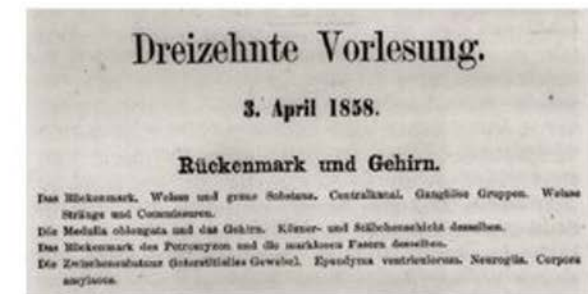 Dreizehnte Vorlesung.
3. April 1858.
Rückenmark und Gehirn.
Das Rückenmark. Weisse und graue Substanz. Centralkanal. Gangliöse Gruppen. Weisse
Stränge und Commissuren.
Die Medulla oblongata und das Gehirn. Körner- und Stäbchenschicht desselben.
Das Rückenmark des Petromyzon und die marklosen Fasern desselben.
Die Zwischensubstanz (interstitielles Gewebe). Ependyma ventriculorum. Neuroglia. Corpora
amylacea.